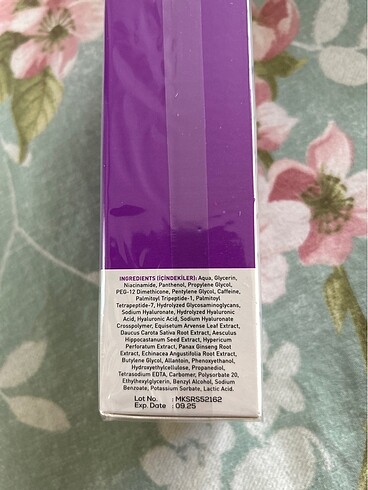 INGREDIENTS (İÇİNDEKİLER): Aqua, Glycerin,
Niacinamide, Panthenol, Propylene Glycol,
PEG-12 Dimethicone, Pentylene Glycol, Caffeine,
Palmitoyl Tripeptide-1, Palmitoyl
Tetrapeptide-7, Hydrolyzed Glycosaminoglycans,
Sodium Hyaluronate, Hydrolyzed Hyaluronic
Acid, Hyaluronic Acid, Sodium Hyaluronate
Crosspolymer, Equisetum Arvense Leaf Extract,
Daucus Carota Sativa Root Extract, Aesculus
Hippocastanum Seed Extract, Hypericum
Perforatum Extract, Panax Ginseng Root
Extract, Echinacea Angustifolia Root Extract,
Butylene Glycol, Allantoin, Phenoxyethanol,
Hydroxyethylcellulose, Propanediol,
Tetrasodium EDTA, Carbomer, Polysorbate 20,
Ethylhexylglycerin, Benzyl Alcohol, Sodium
Benzoate, Potassium Sorbate, Lactic Acid.
Lot No. : MKSRS52162
Exp. Date : 09.25